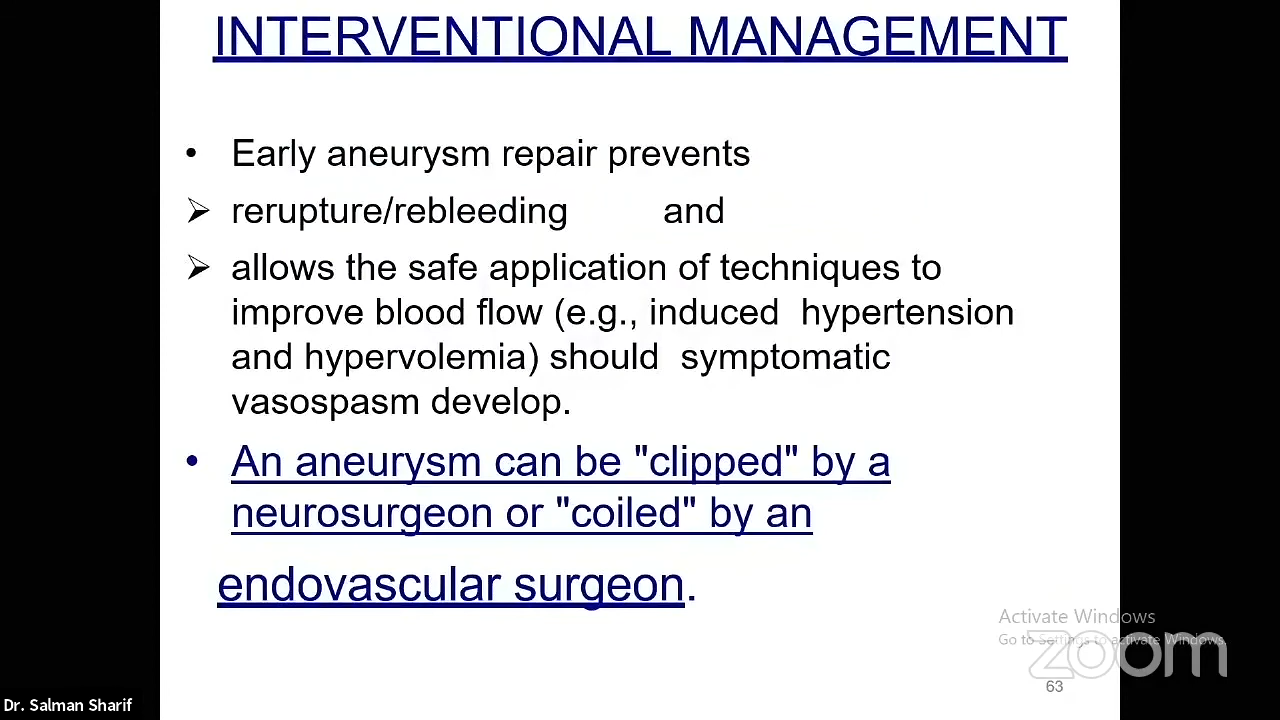 INTERVENTIONAL MANAGEMENT
• Early aneurysm repair prevents
➢ rerupture/rebleeding and
➢ allows the safe application of techniques to
improve blood flow (e.g., induced hypertension
and hypervolemia) should symptomatic
vasospasm develop.
• An aneurysm can be "clipped" by a
neurosurgeon or "coiled" by an
endovascular surgeon.
Activate Windows
Go to Settings to activate Windows.
zoom
63
Dr. Salman Sharif